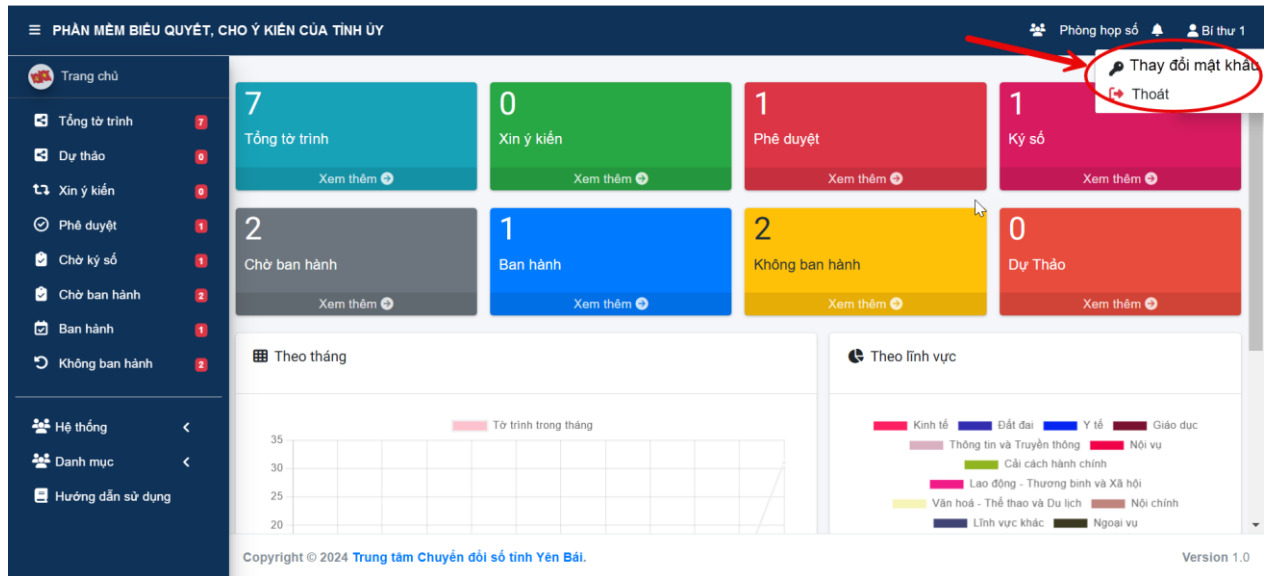 PHẦN MỀM BIỂU QUYẾT, CHO Ý KIẾN CỦA TỈNH ỦY
Phòng họp số
Bí thư 1
Thay đổi mật khẩu
Thoát
Trang chủ
Tổng tờ trình 7
Dự thảo 0
Xin ý kiến 0
Phê duyệt 1
Chờ ký số 1
Chờ ban hành 2
Ban hành 1
Không ban hành 2
Hệ thống
Danh mục
Hướng dẫn sử dụng
7
Tổng tờ trình
Xem thêm
0
Xin ý kiến
Xem thêm
1
Phê duyệt
Xem thêm
1
Ký số
Xem thêm
2
Chờ ban hành
Xem thêm
1
Ban hành
Xem thêm
2
Không ban hành
Xem thêm
0
Dự Thảo
Xem thêm
Theo tháng
Tờ trình trong tháng
35
30
25
20
Theo lĩnh vực
Kinh tế Đất đai Y tế Giáo dục
Thông tin và Truyền thông Nội vụ
Cải cách hành chính
Lao động - Thương binh và Xã hội
Văn hoá - Thể thao và Du lịch Nội chính
Lĩnh vực khác Ngoại vụ
Copyright © 2024 Trung tâm Chuyển đổi số tỉnh Yên Bái.
Version 1.0